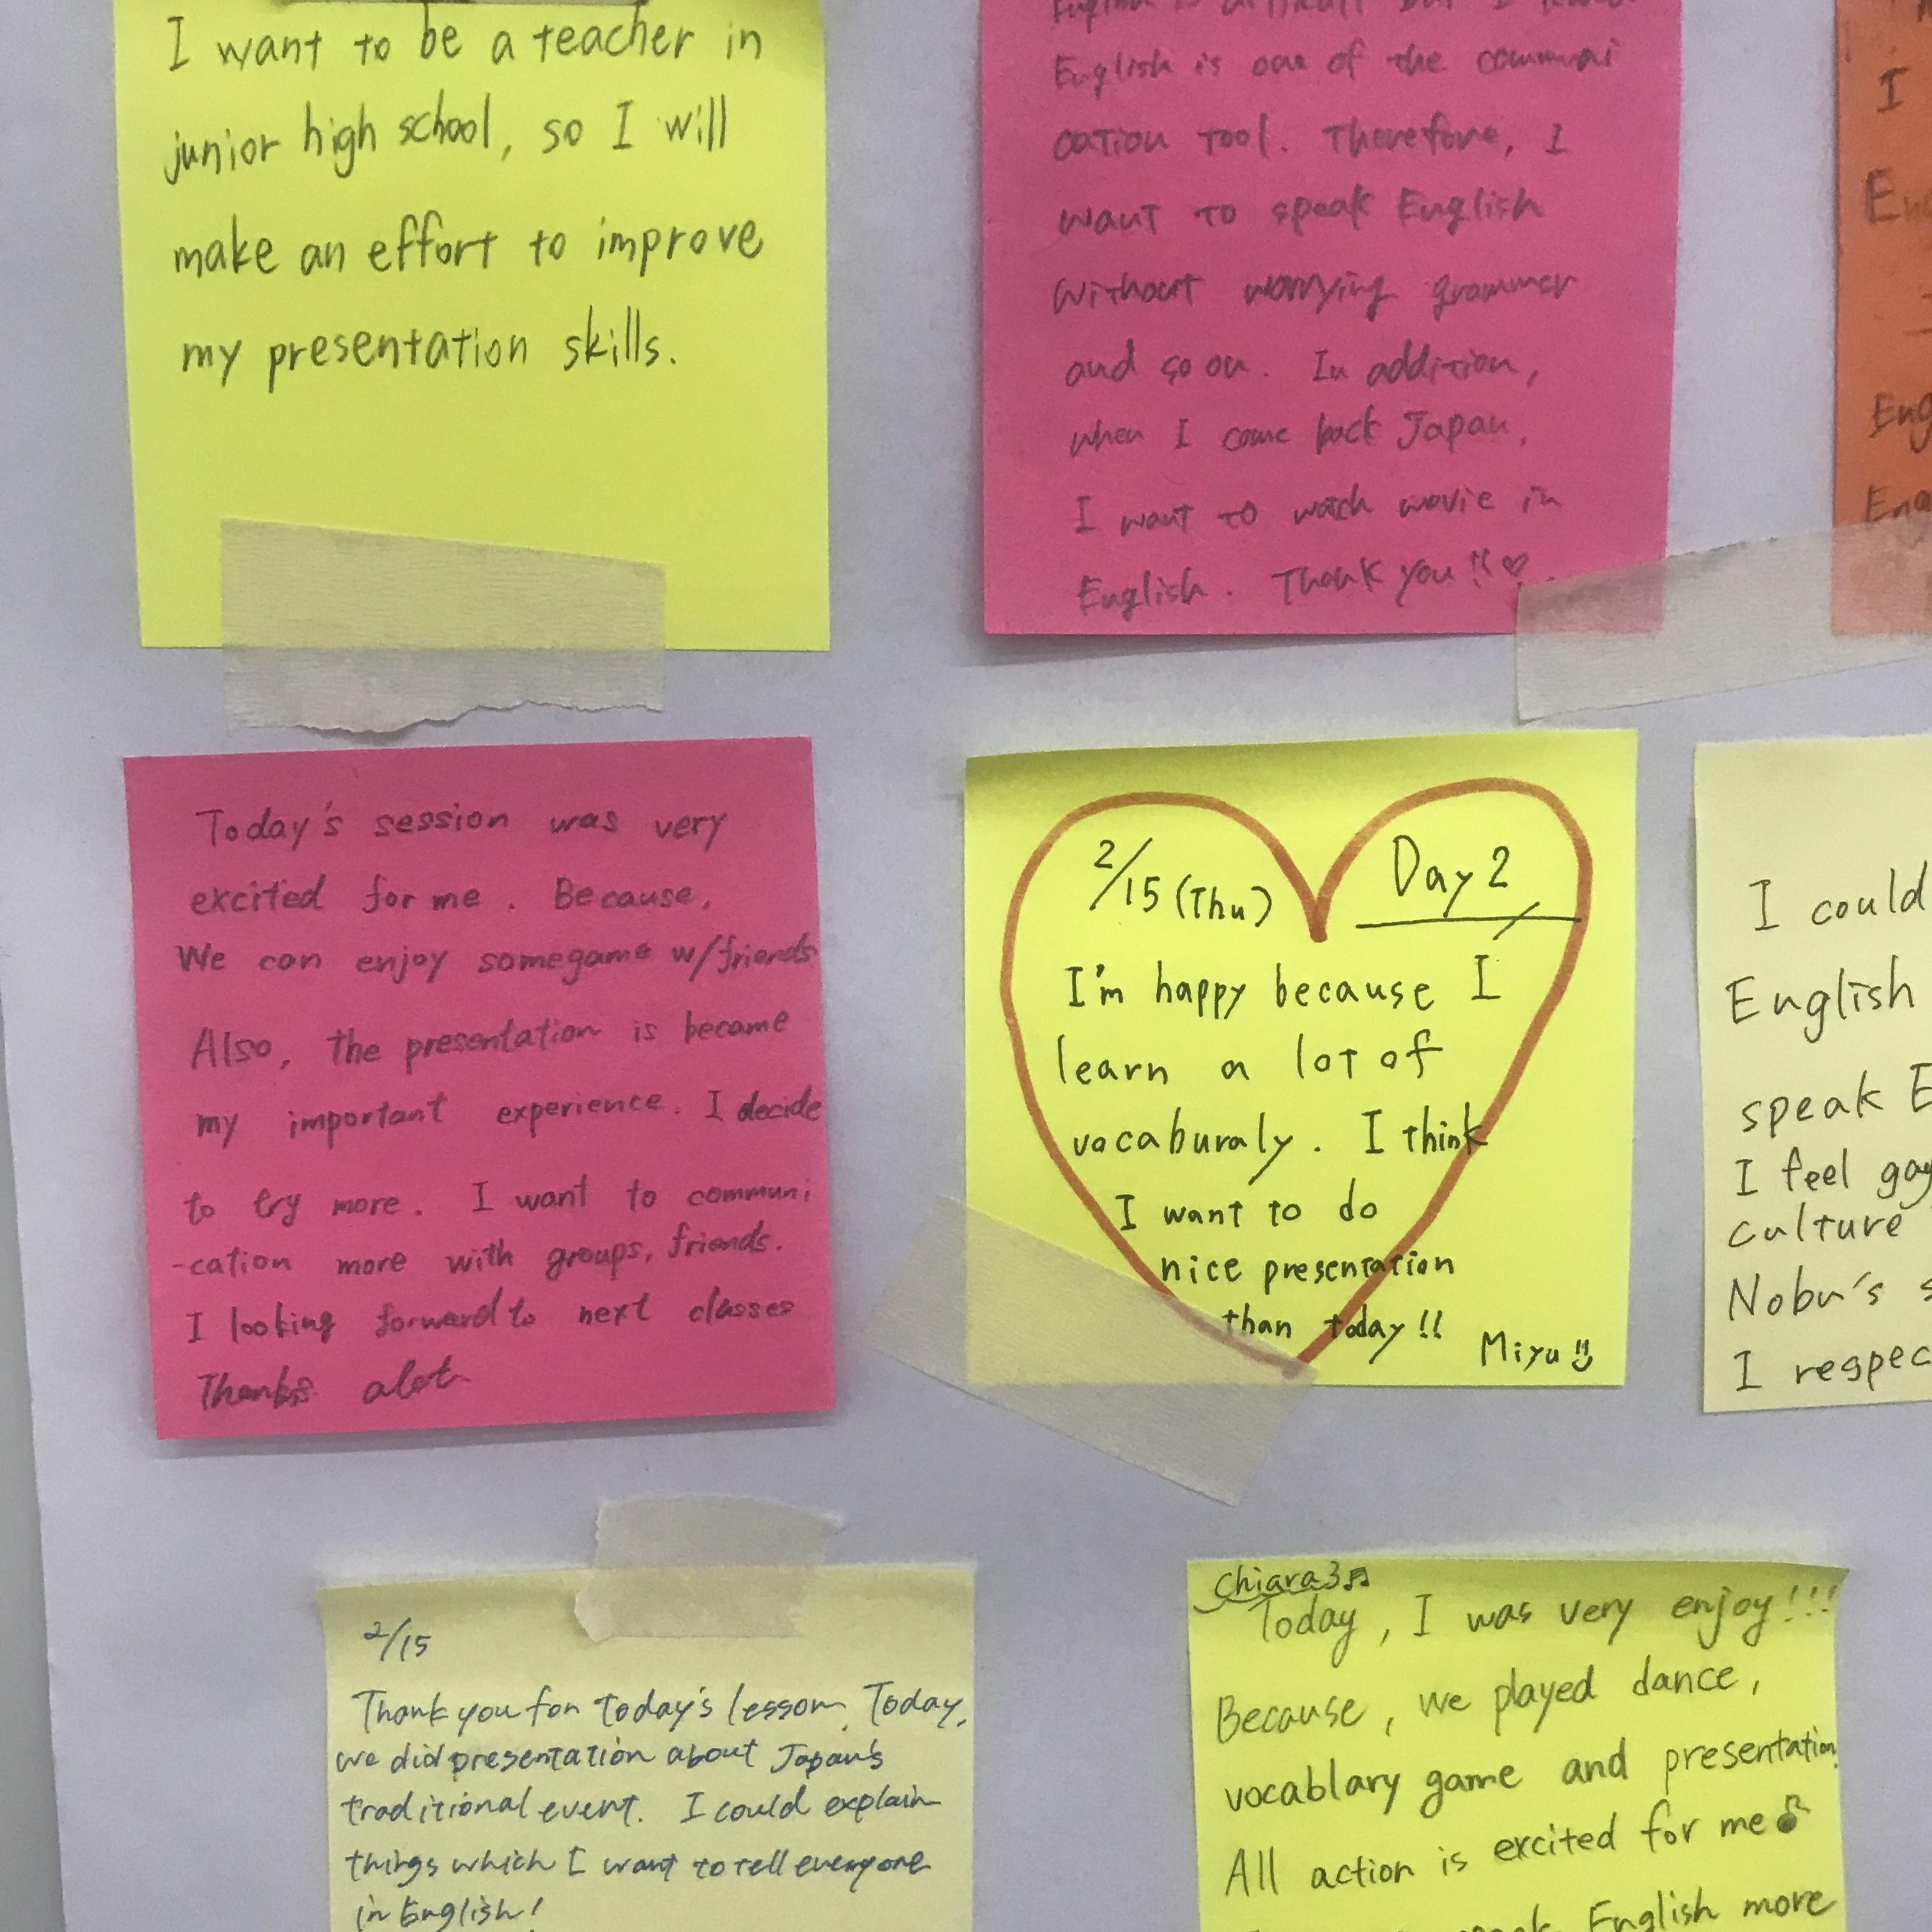 I want to be a teacher in
junior high school, so I will
make an effort to improve
my presentation skills.
English is difficult but I
English is one of the communi
cation tool. Therefore, I
want to speak English
without worrying grammer
and so on. In addition,
when I come back Japan,
I want to watch movie in
English. Thank you!!♡
I
Today's session was very
excited for me. Because,
We can enjoy somegame w/friends
Also, the presentation is became
my important experience. I decide
to try more. I want to communi
-cation more with groups, friends.
I looking forward to next classes
Thanks alot
2/15 (Thu) Day 2
I'm happy because I
learn a lot of
vocaburaly. I think
I want to do
nice presentation
than today!!
Miyu
I could
English
speak E
I feel gay
culture
Nobu's s
I respec
2/15
Thank you for today's lesson. Today,
we did presentation about Japan's
traditional event. I could explain
things which I want to tell everyone
in English!
Chiara3♬
Today, I was very enjoy!!!
Because, we played dance,
vocablary game and presentation.
All action is excited for me♪
English more